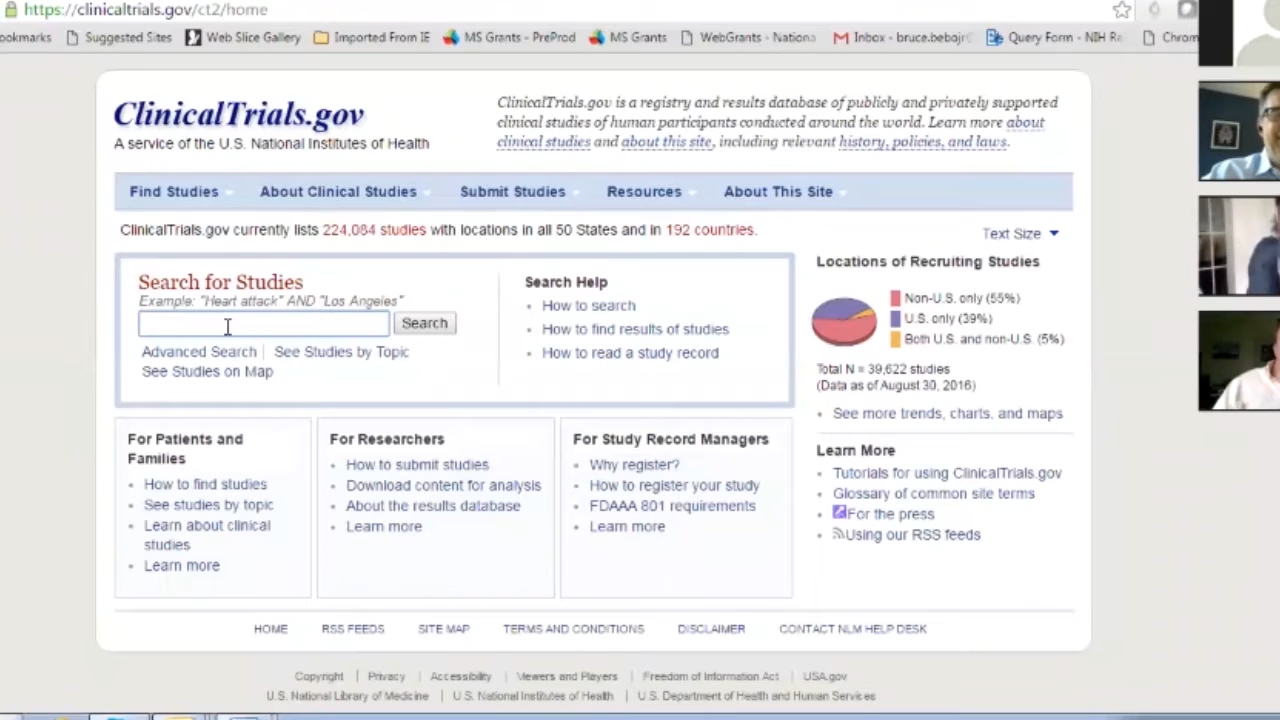 https://clinicaltrials.gov/ct2/home
ookmarks Suggested Sites Web Slice Gallery Imported From IE MS Grants - PreProd MS Grants WebGrants - Nationa Inbox - bruce.bebojr Query Form - NIH Re Chrom
ClinicalTrials.gov
A service of the U.S. National Institutes of Health
ClinicalTrials.gov is a registry and results database of publicly and privately supported
clinical studies of human participants conducted around the world. Learn more about
clinical studies and about this site, including relevant history, policies, and laws.
Find Studies About Clinical Studies Submit Studies Resources About This Site
ClinicalTrials.gov currently lists 224,084 studies with locations in all 50 States and in 192 countries.
Text Size
Search for Studies
Example: "Heart attack" AND "Los Angeles"
Search
Advanced Search | See Studies by Topic
See Studies on Map
Search Help
• How to search
• How to find results of studies
• How to read a study record
Locations of Recruiting Studies
Non-U.S. only (55%)
U.S. only (39%)
Both U.S. and non-U.S. (5%)
Total N = 39,622 studies
(Data as of August 30, 2016)
• See more trends, charts, and maps
For Patients and
Families
• How to find studies
• See studies by topic
• Learn about clinical
studies
• Learn more
For Researchers
• How to submit studies
• Download content for analysis
• About the results database
• Learn more
For Study Record Managers
• Why register?
• How to register your study
• FDAAA 801 requirements
• Learn more
Learn More
• Tutorials for using ClinicalTrials.gov
• Glossary of common site terms
• For the press
• Using our RSS feeds
HOME RSS FEEDS SITE MAP TERMS AND CONDITIONS DISCLAIMER CONTACT NLM HELP DESK
Copyright | Privacy | Accessibility | Viewers and Players | Freedom of Information Act | USA.gov
U.S. National Library of Medicine | U.S. National Institutes of Health | U.S. Department of Health and Human Services